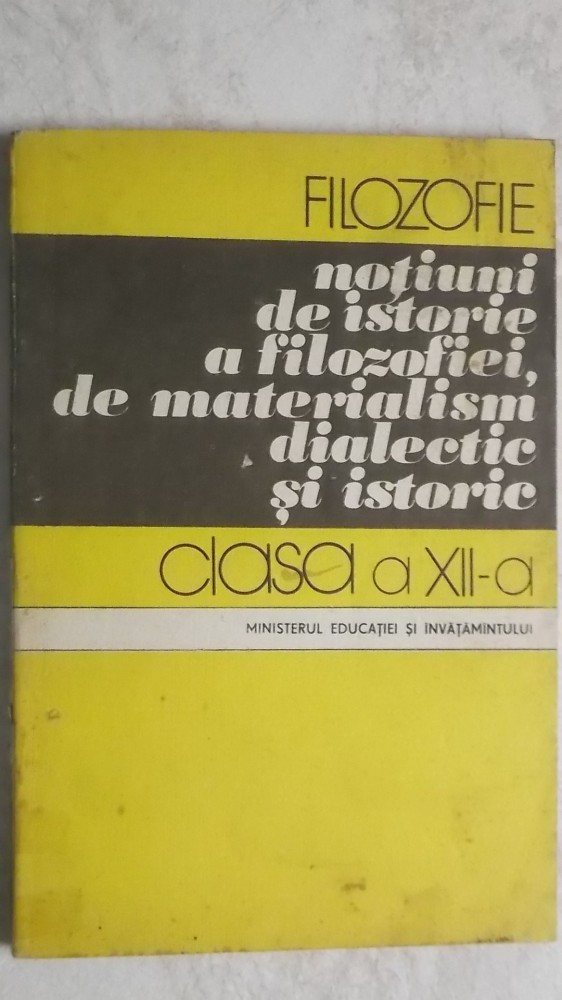 FILOZOFIE
noțiuni
de istorie
a filozofiei,
de materialism
dialectic
și istoric
clasa a XII-a
MINISTERUL EDUCAȚIEI ȘI ÎNVĂȚĂMÎNTULUI